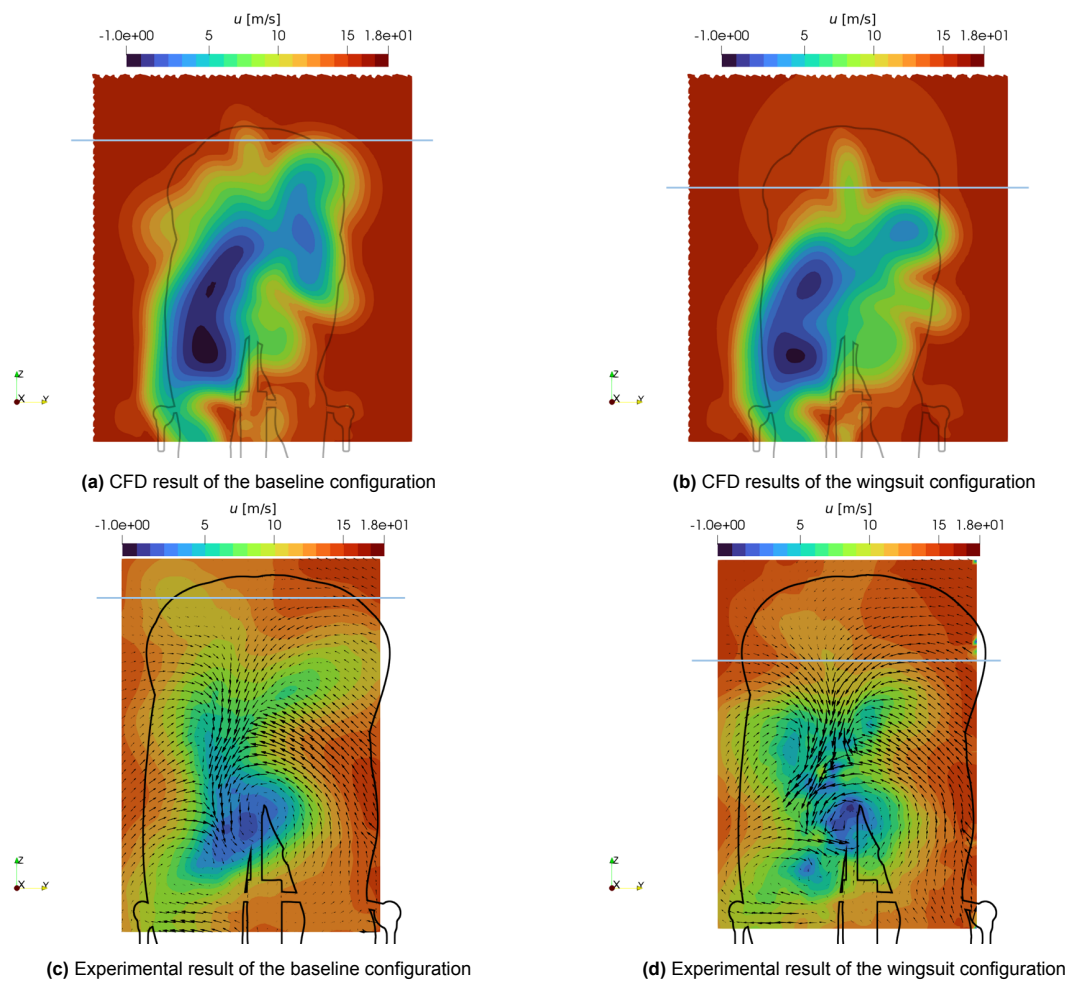 u [m/s]
-1.0e+00 5 10 15 1.8e+01
Z
X Y
(a) CFD result of the baseline configuration
u [m/s]
-1.0e+00 5 10 15 1.8e+01
Z
X Y
(b) CFD results of the wingsuit configuration
u [m/s]
-1.0e+00 5 10 15 1.8e+01
Z
X Y
(c) Experimental result of the baseline configuration
u [m/s]
-1.0e+00 5 10 15 1.8e+01
Z
X Y
(d) Experimental result of the wingsuit configuration